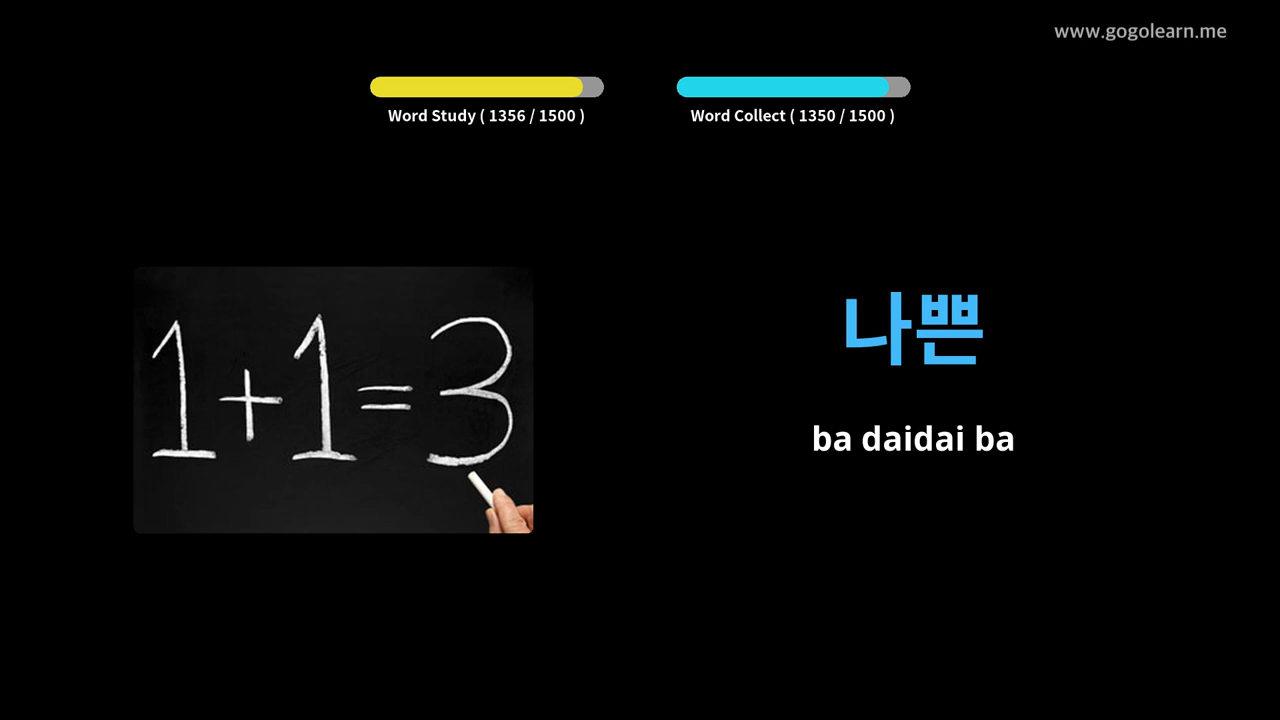 www.gogolearn.me
Word Study ( 1356 / 1500 )
Word Collect ( 1350 / 1500 )
1+1=3
나쁜
ba daidai ba